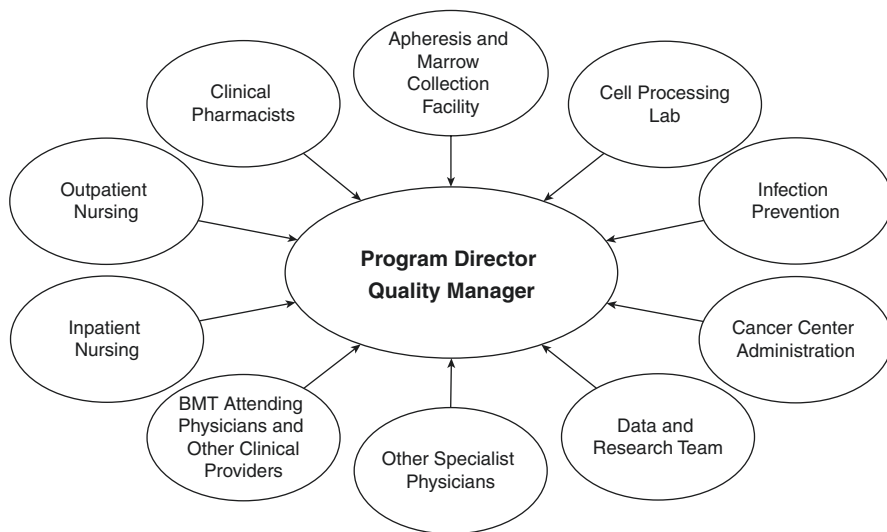 Apheresis and
Marrow
Collection
Facility
Clinical
Pharmacists
Cell Processing
Lab
Outpatient
Nursing
Infection
Prevention
Program Director
Quality Manager
Inpatient
Nursing
Cancer Center
Administration
BMT Attending
Physicians and
Other Clinical
Providers
Data and
Research Team
Other Specialist
Physicians